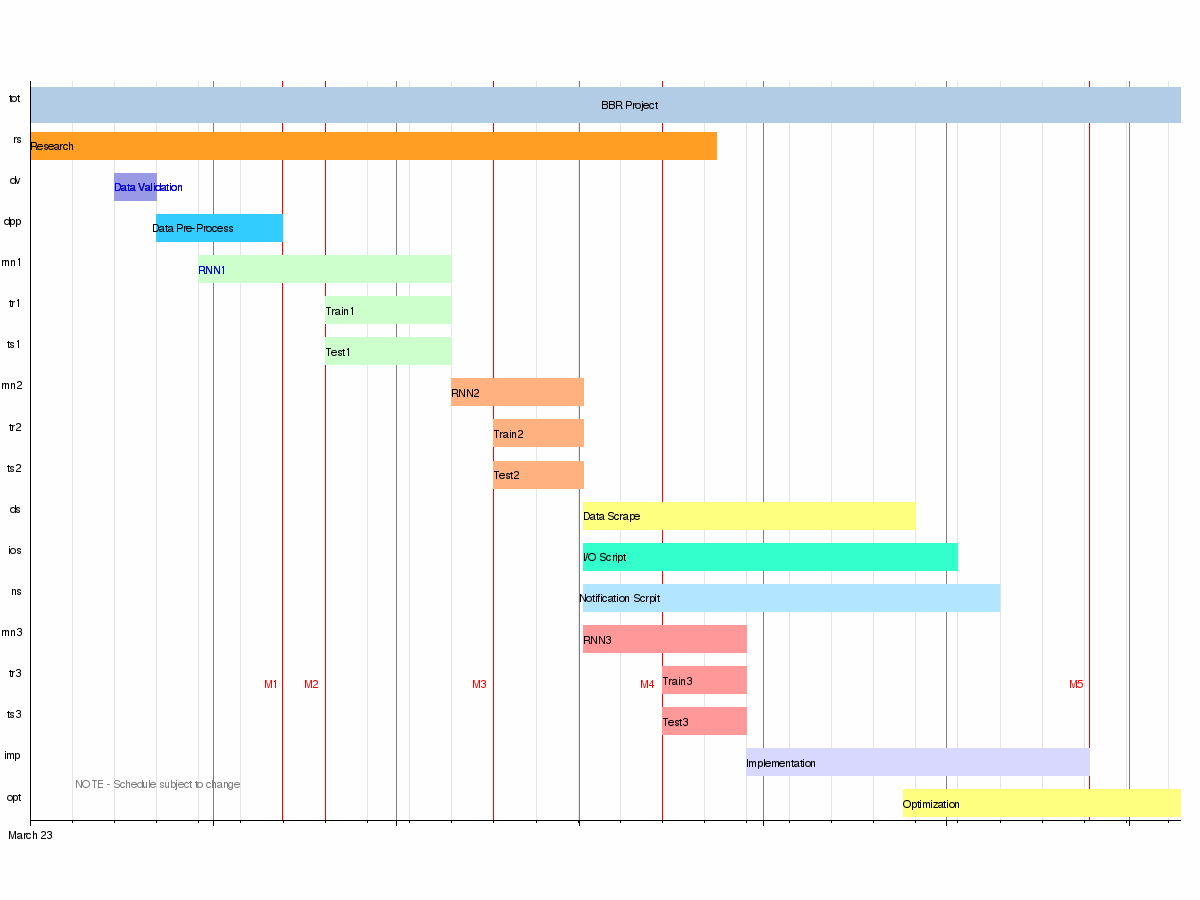 tot BBR Project
rs Research
dv Data Validation
dpp Data Pre-Process
rnn1 RNN1
tr1 Train1
ts1 Test1
rnn2 RNN2
tr2 Train2
ts2 Test2
ds Data Scrape
ios I/O Script
ns Notification Scrpit
rnn3 RNN3
tr3 Train3
M1 M2 M3 M4 M5
ts3 Test3
imp Implementation
NOTE - Schedule subject to change
opt Optimization
March 23